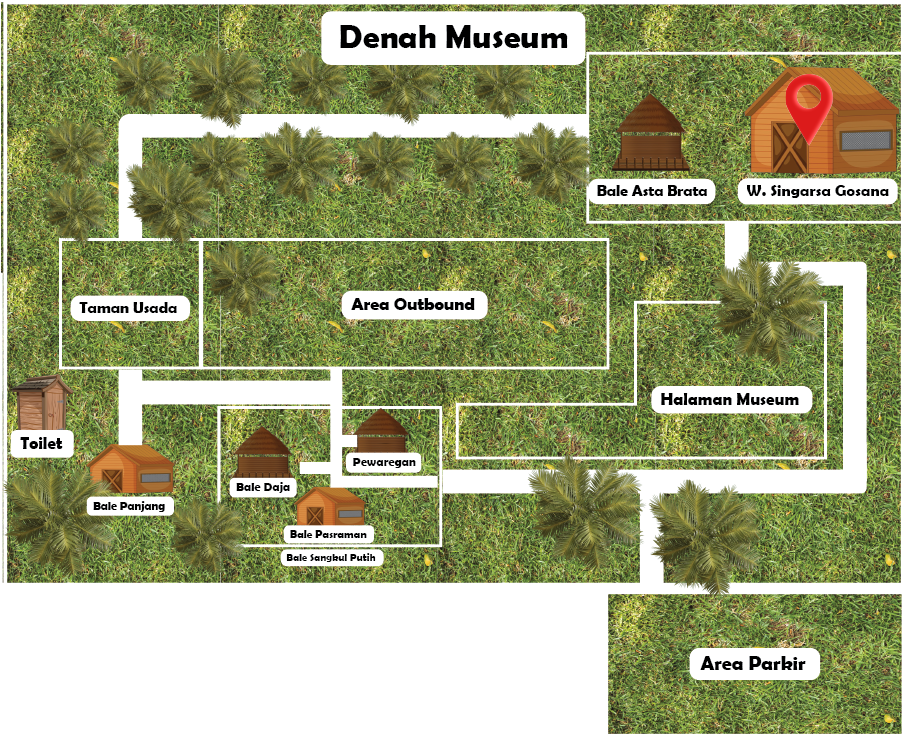 Denah Museum
Bale Asta Brata
W. Singarsa Gosana
Taman Usada
Area Outbound
Halaman Museum
Toilet
Pewaregan
Bale Daja
Bale Panjang
Bale Pasraman
Bale Sangkul Putih
Area Parkir